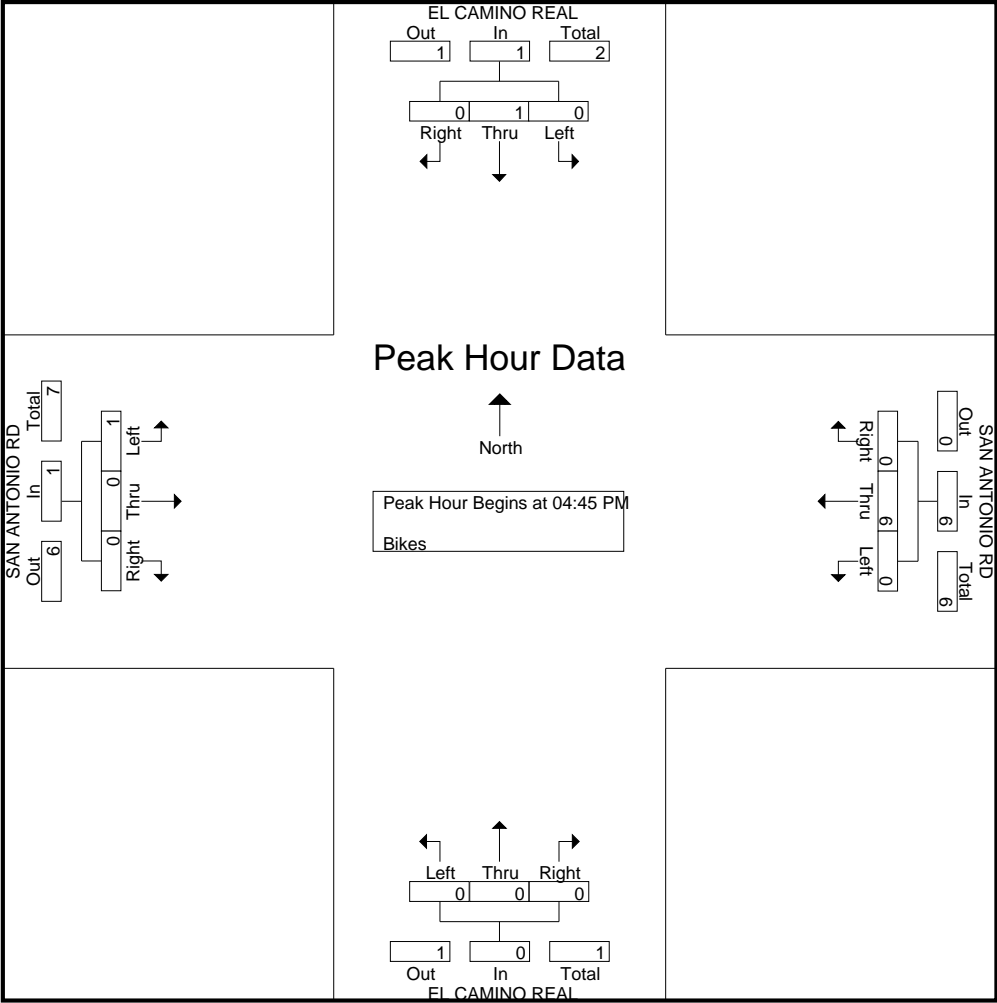 EL CAMINO REAL
Out In Total
1 1 2
0 1 0
Right Thru Left
Peak Hour Data
North
Peak Hour Begins at 04:45 PM
Bikes
SAN ANTONIO RD
Out In Total
6 1 7
Left Thru Right
1 0 0
SAN ANTONIO RD
Out In Total
0 6 6
Right Thru Left
0 6 0
Left Thru Right
0 0 0
1 0 1
Out In Total
EL CAMINO REAL